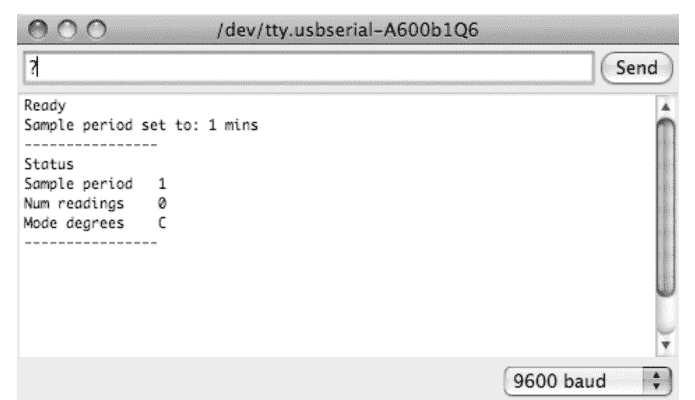 /dev/tty.usbserial-A600b1Q6
?
Send
Ready
Sample period set to: 1 mins
----------------
Status
Sample period   1
Num readings    0
Mode degrees    C
----------------
9600 baud